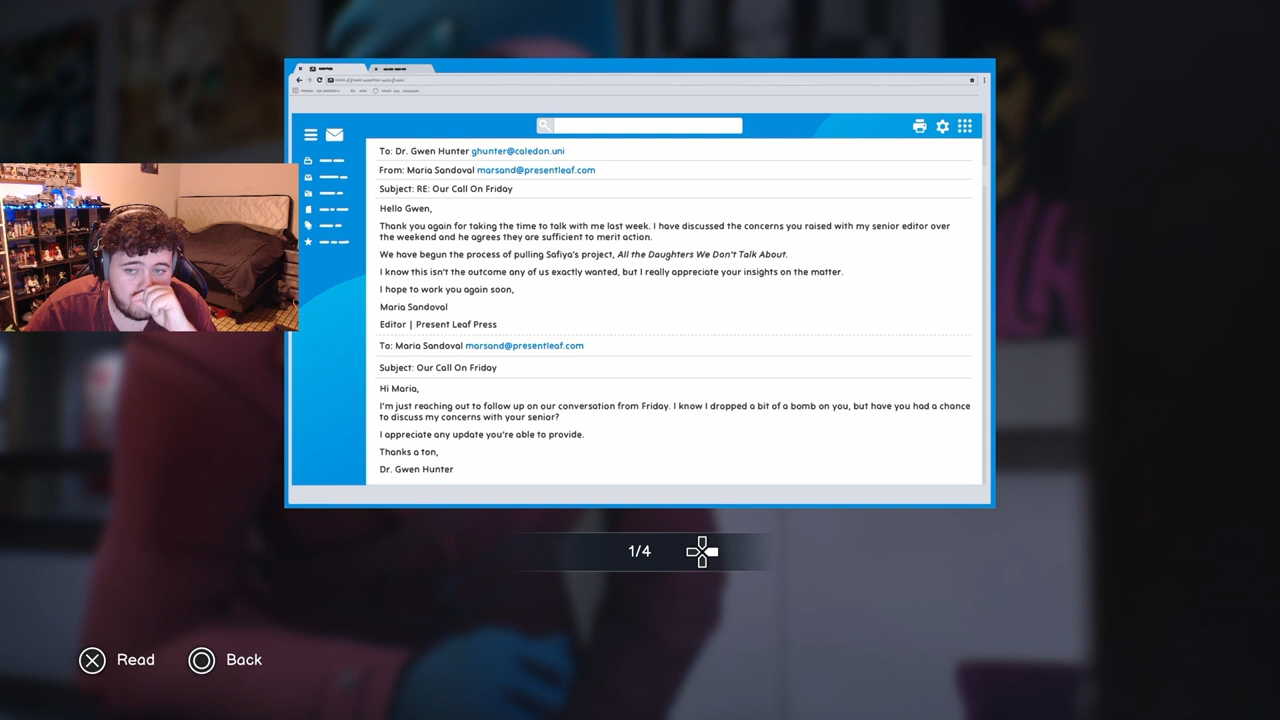 To: Dr. Gwen Hunter ghunter@caledon.uni
From: Maria Sandoval marsand@presentleaf.com
Subject: RE: Our Call On Friday
Hello Gwen,
Thank you again for taking the time to talk with me last week. I have discussed the concerns you raised with my senior editor over
the weekend and he agrees they are sufficient to merit action.
We have begun the process of pulling Safiya's project, All the Daughters We Don't Talk About.
I know this isn't the outcome any of us exactly wanted, but I really appreciate your insights on the matter.
I hope to work you again soon,
Maria Sandoval
Editor | Present Leaf Press
To: Maria Sandoval marsand@presentleaf.com
Subject: Our Call On Friday
Hi Maria,
I'm just reaching out to follow up on our conversation from Friday. I know I dropped a bit of a bomb on you, but have you had a chance
to discuss my concerns with your senior?
I appreciate any update you're able to provide.
Thanks a ton,
Dr. Gwen Hunter
1/4
Read Back